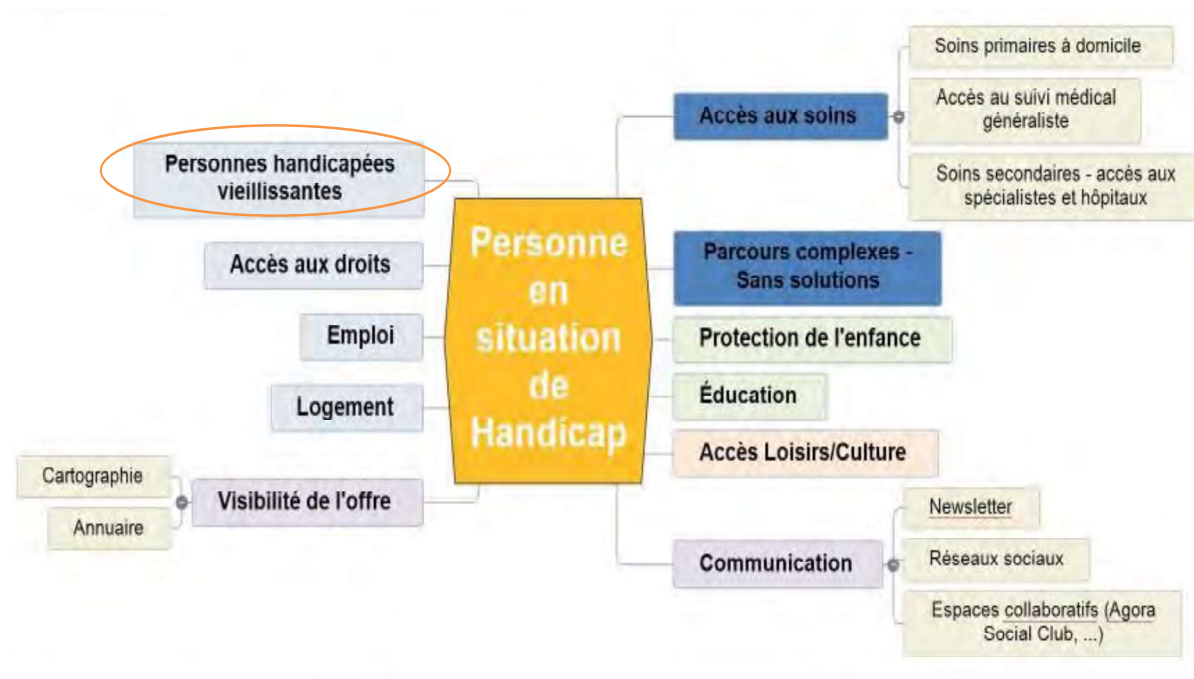 Personne
en
situation
de
Handicap
Personnes handicapées
vieillissantes
Accès aux droits
Emploi
Logement
Visibilité de l'offre
Cartographie
Annuaire
Accès aux soins
Soins primaires à domicile
Accès au suivi médical
généraliste
Soins secondaires - accès aux
spécialistes et hôpitaux
Parcours complexes -
Sans solutions
Protection de l'enfance
Éducation
Accès Loisirs/Culture
Communication
Newsletter
Réseaux sociaux
Espaces collaboratifs (Agora
Social Club, ...)